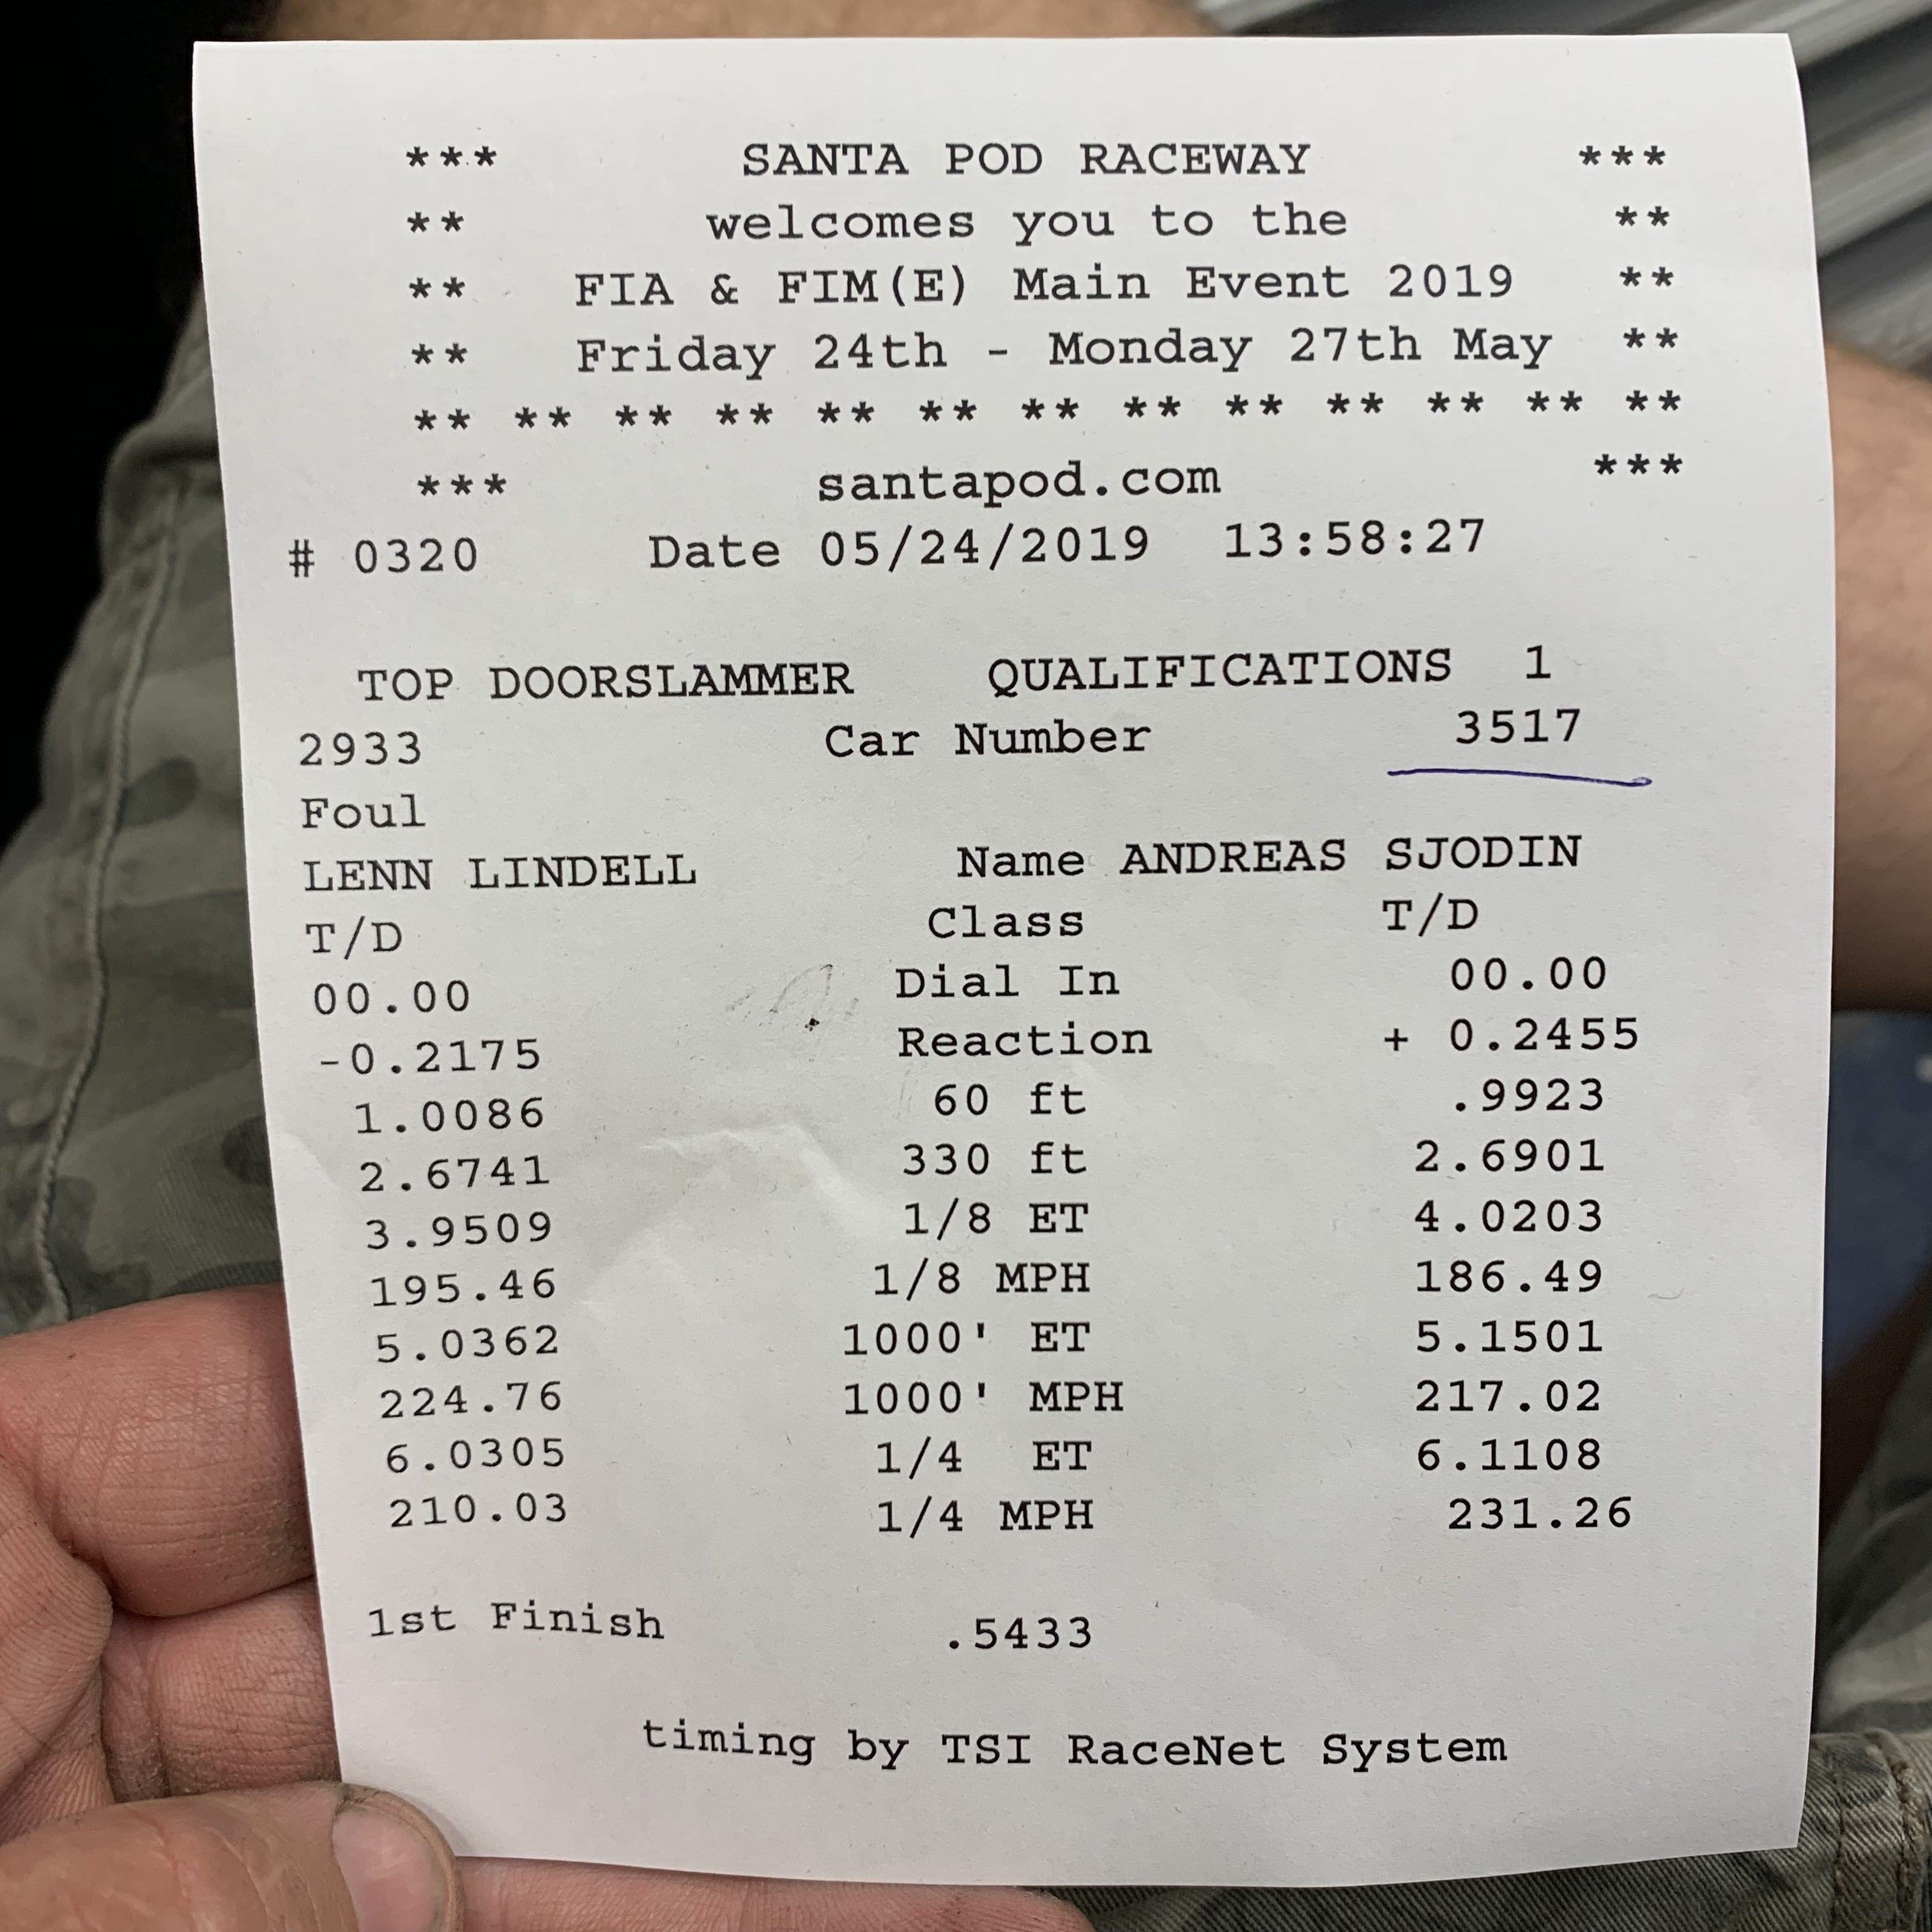 *** SANTA POD RACEWAY ***
** welcomes you to the **
** FIA & FIM(E) Main Event 2019 **
** Friday 24th - Monday 27th May **
** ** ** ** ** ** ** ** ** ** ** ** **
*** santapod.com ***
# 0320 Date 05/24/2019 13:58:27
TOP DOORSLAMMER QUALIFICATIONS 1
2933 Car Number 3517
Foul
LENN LINDELL Name ANDREAS SJODIN
T/D Class T/D
00.00 Dial In 00.00
-0.2175 Reaction + 0.2455
1.0086 60 ft .9923
2.6741 330 ft 2.6901
3.9509 1/8 ET 4.0203
195.46 1/8 MPH 186.49
5.0362 1000' ET 5.1501
224.76 1000' MPH 217.02
6.0305 1/4 ET 6.1108
210.03 1/4 MPH 231.26
1st Finish .5433
timing by TSI RaceNet System